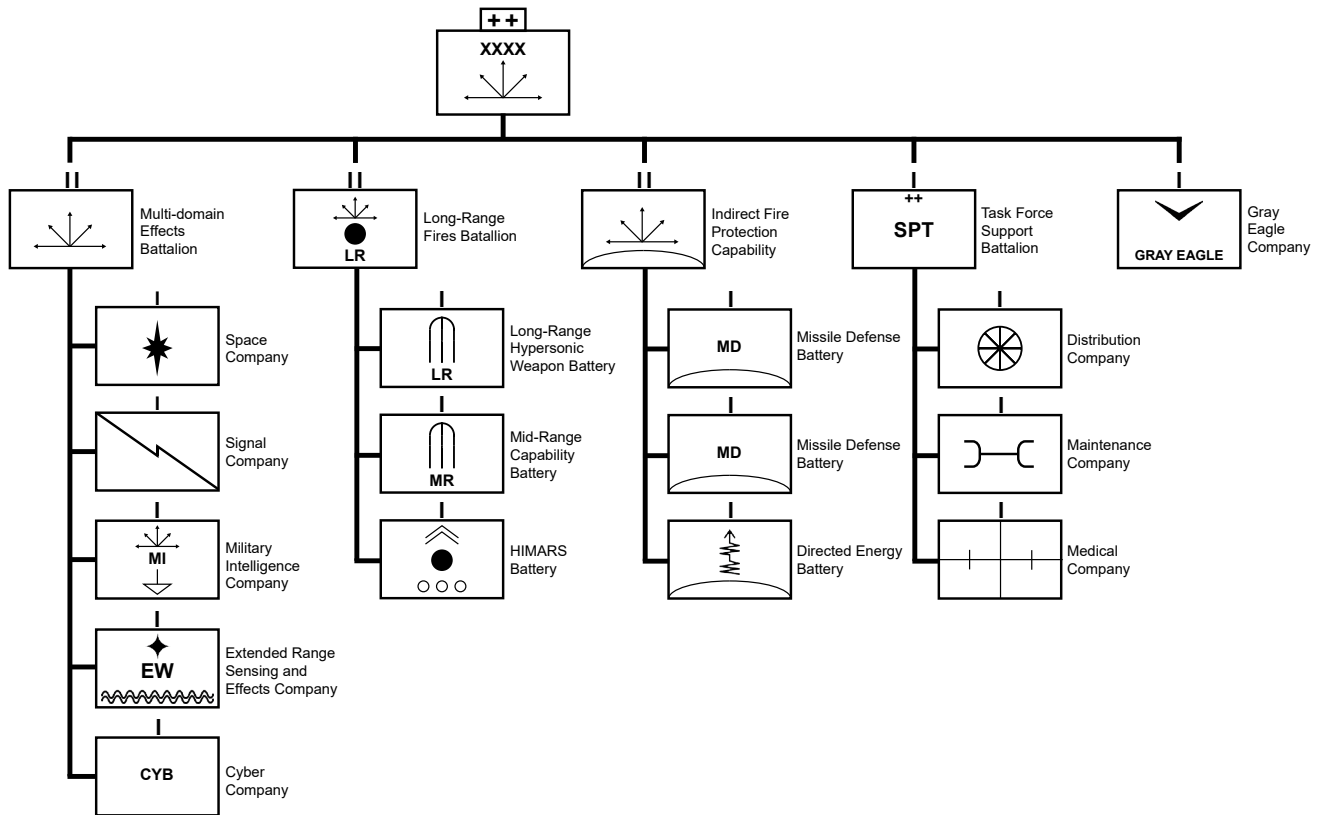 ++
XXXX
Multi-domain
Effects
Battalion
LR
Long-Range
Fires Batallion
Indirect Fire
Protection
Capability
++
SPT
Task Force
Support
Battalion
GRAY EAGLE
Gray
Eagle
Company
Space
Company
Signal
Company
MI
Military
Intelligence
Company
EW
Extended Range
Sensing and
Effects Company
CYB
Cyber
Company
LR
Long-Range
Hypersonic
Weapon Battery
MR
Mid-Range
Capability
Battery
HIMARS
Battery
MD
Missile Defense
Battery
MD
Missile Defense
Battery
Directed Energy
Battery
Distribution
Company
Maintenance
Company
Medical
Company